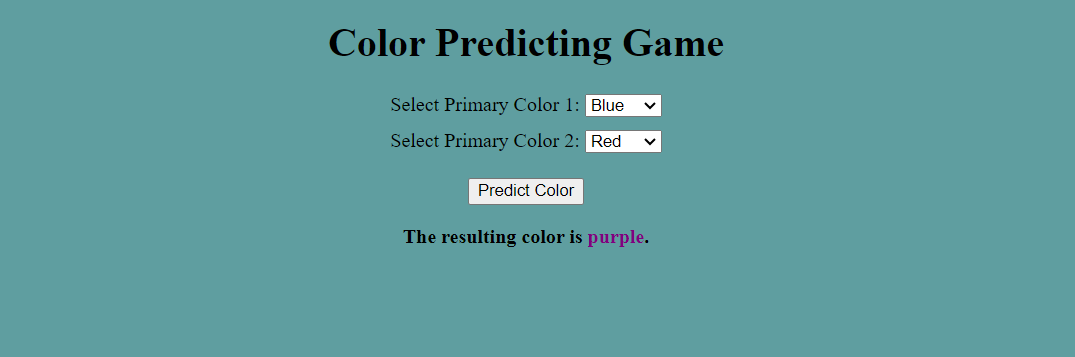 Color Predicting Game
Select Primary Color 1: Blue
Select Primary Color 2: Red
Predict Color
The resulting color is purple.